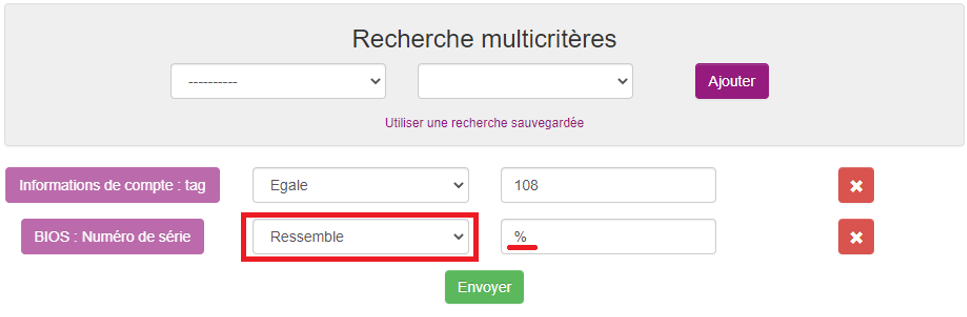 Recherche multicritères
----------
Ajouter
Utiliser une recherche sauvegardée
Informations de compte : tag
Egale
108
BIOS : Numéro de série
Ressemble
%
Envoyer